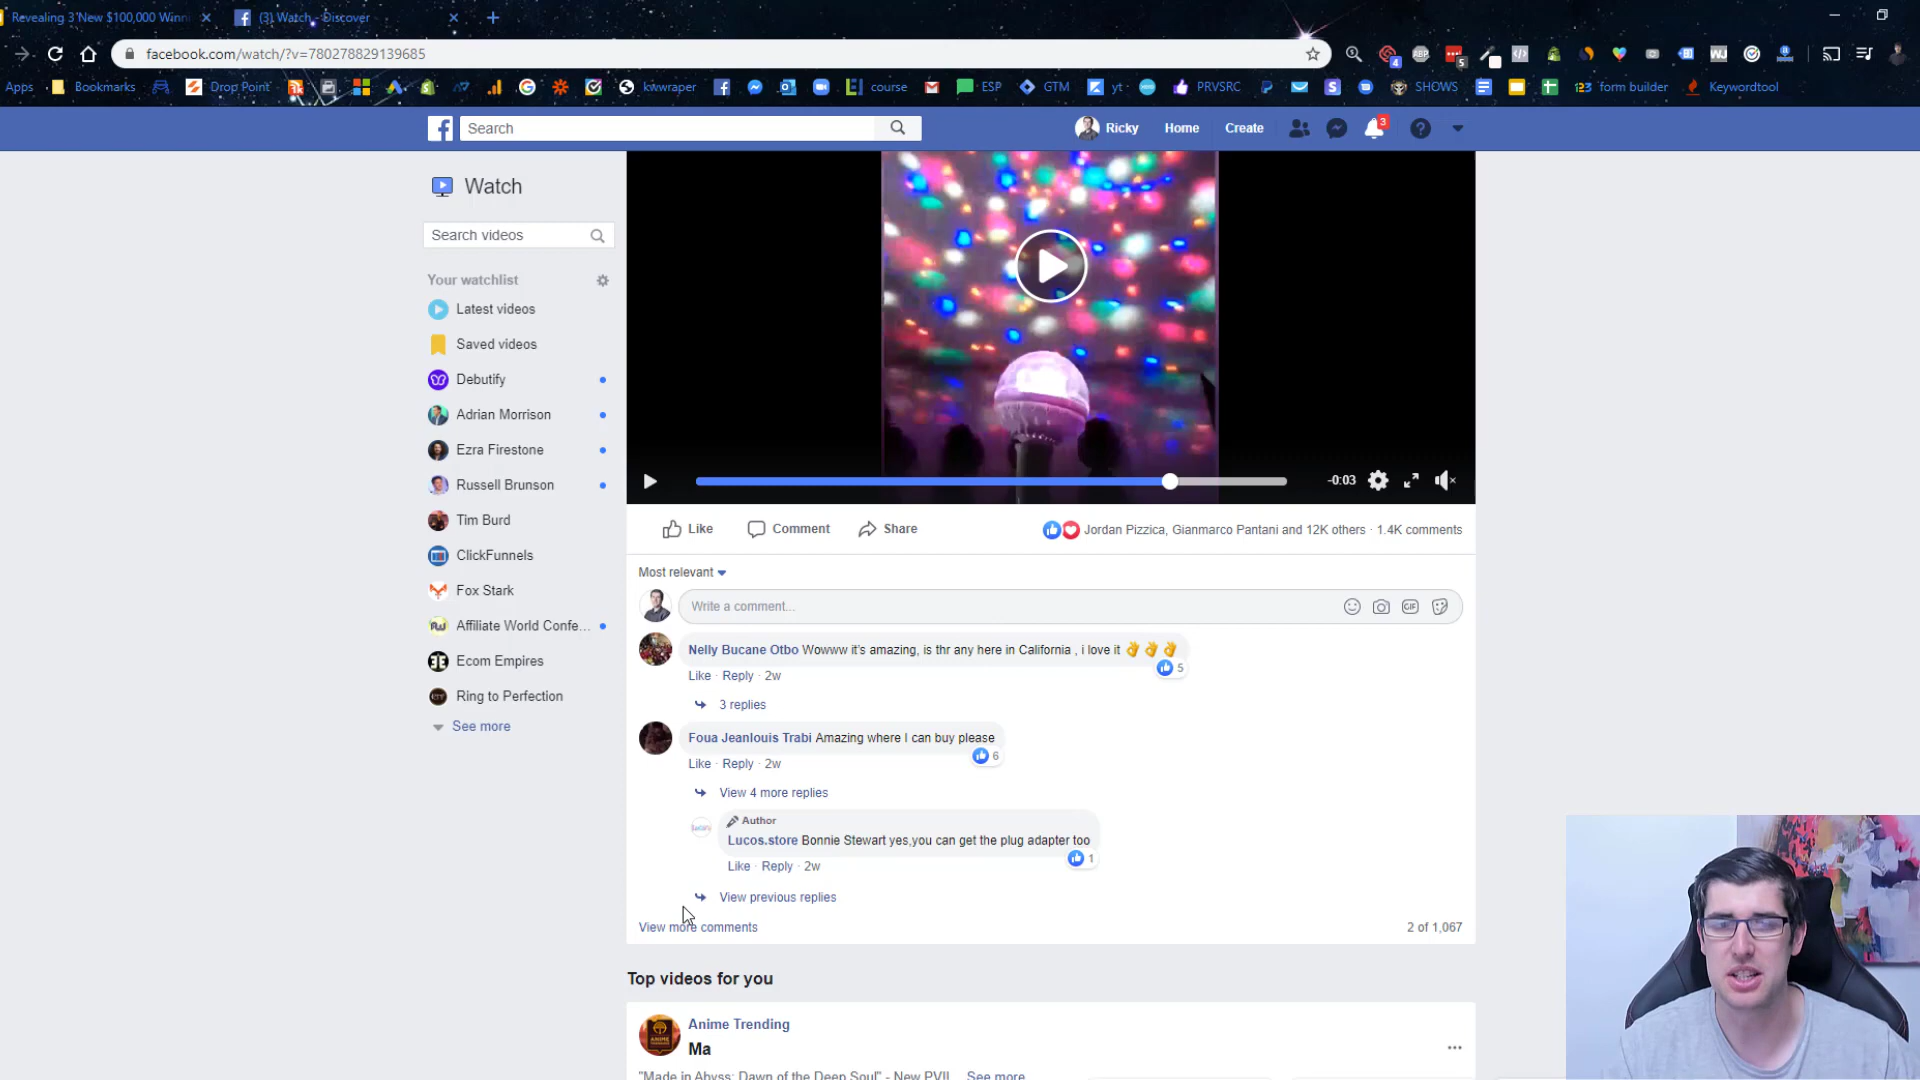 Revealing 3 New $100,000 Winni
(3) Watch - Discover
facebook.com/watch/?v=780278829139685
Apps
Bookmarks
Drop Point
kwwraper
course
ESP
GTM
yt
PRVSRC
SHOWS
123 form builder
Keywordtool
Search
Ricky
Home
Create
3
Watch
Search videos
Your watchlist
Latest videos
Saved videos
Debutify
Adrian Morrison
Ezra Firestone
Russell Brunson
Tim Burd
ClickFunnels
Fox Stark
Affiliate World Confe...
Ecom Empires
Ring to Perfection
See more
-0:03
Like
Comment
Share
Jordan Pizzica, Gianmarco Pantani and 12K others · 1.4K comments
Most relevant
Write a comment...
GIF
Nelly Bucane Otbo Wowww it's amazing, is thr any here in California , i love it 👌👌👌
5
Like · Reply · 2w
3 replies
Foua Jeanlouis Trabi Amazing where I can buy please
6
Like · Reply · 2w
View 4 more replies
Author
Lucos.store Bonnie Stewart yes,you can get the plug adapter too
1
Like · Reply · 2w
View previous replies
View more comments
2 of 1,067
Top videos for you
Anime Trending
Ma
"Made in Abyss: Dawn of the Deep Soul" - New PV!!
See more